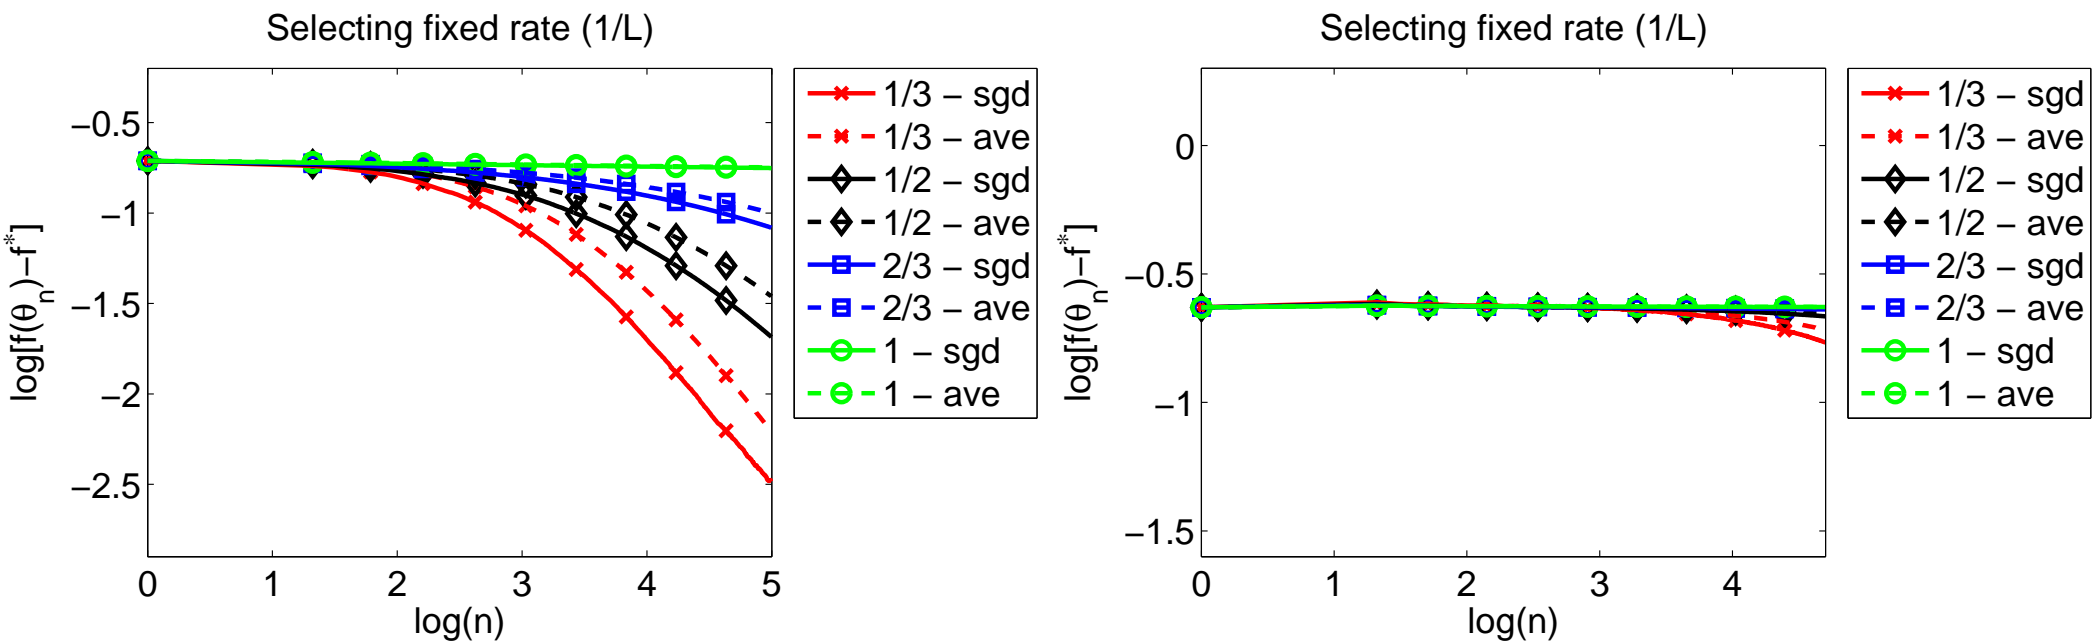 Selecting fixed rate (1/L)
−0.5
−1
−1.5
−2
−2.5
0 1 2 3 4 5
log(n)
log[f(θn)−f*]
1/3 − sgd
1/3 − ave
1/2 − sgd
1/2 − ave
2/3 − sgd
2/3 − ave
1 − sgd
1 − ave
Selecting fixed rate (1/L)
0
−0.5
−1
−1.5
0 1 2 3 4
log(n)
log[f(θn)−f*]
1/3 − sgd
1/3 − ave
1/2 − sgd
1/2 − ave
2/3 − sgd
2/3 − ave
1 − sgd
1 − ave